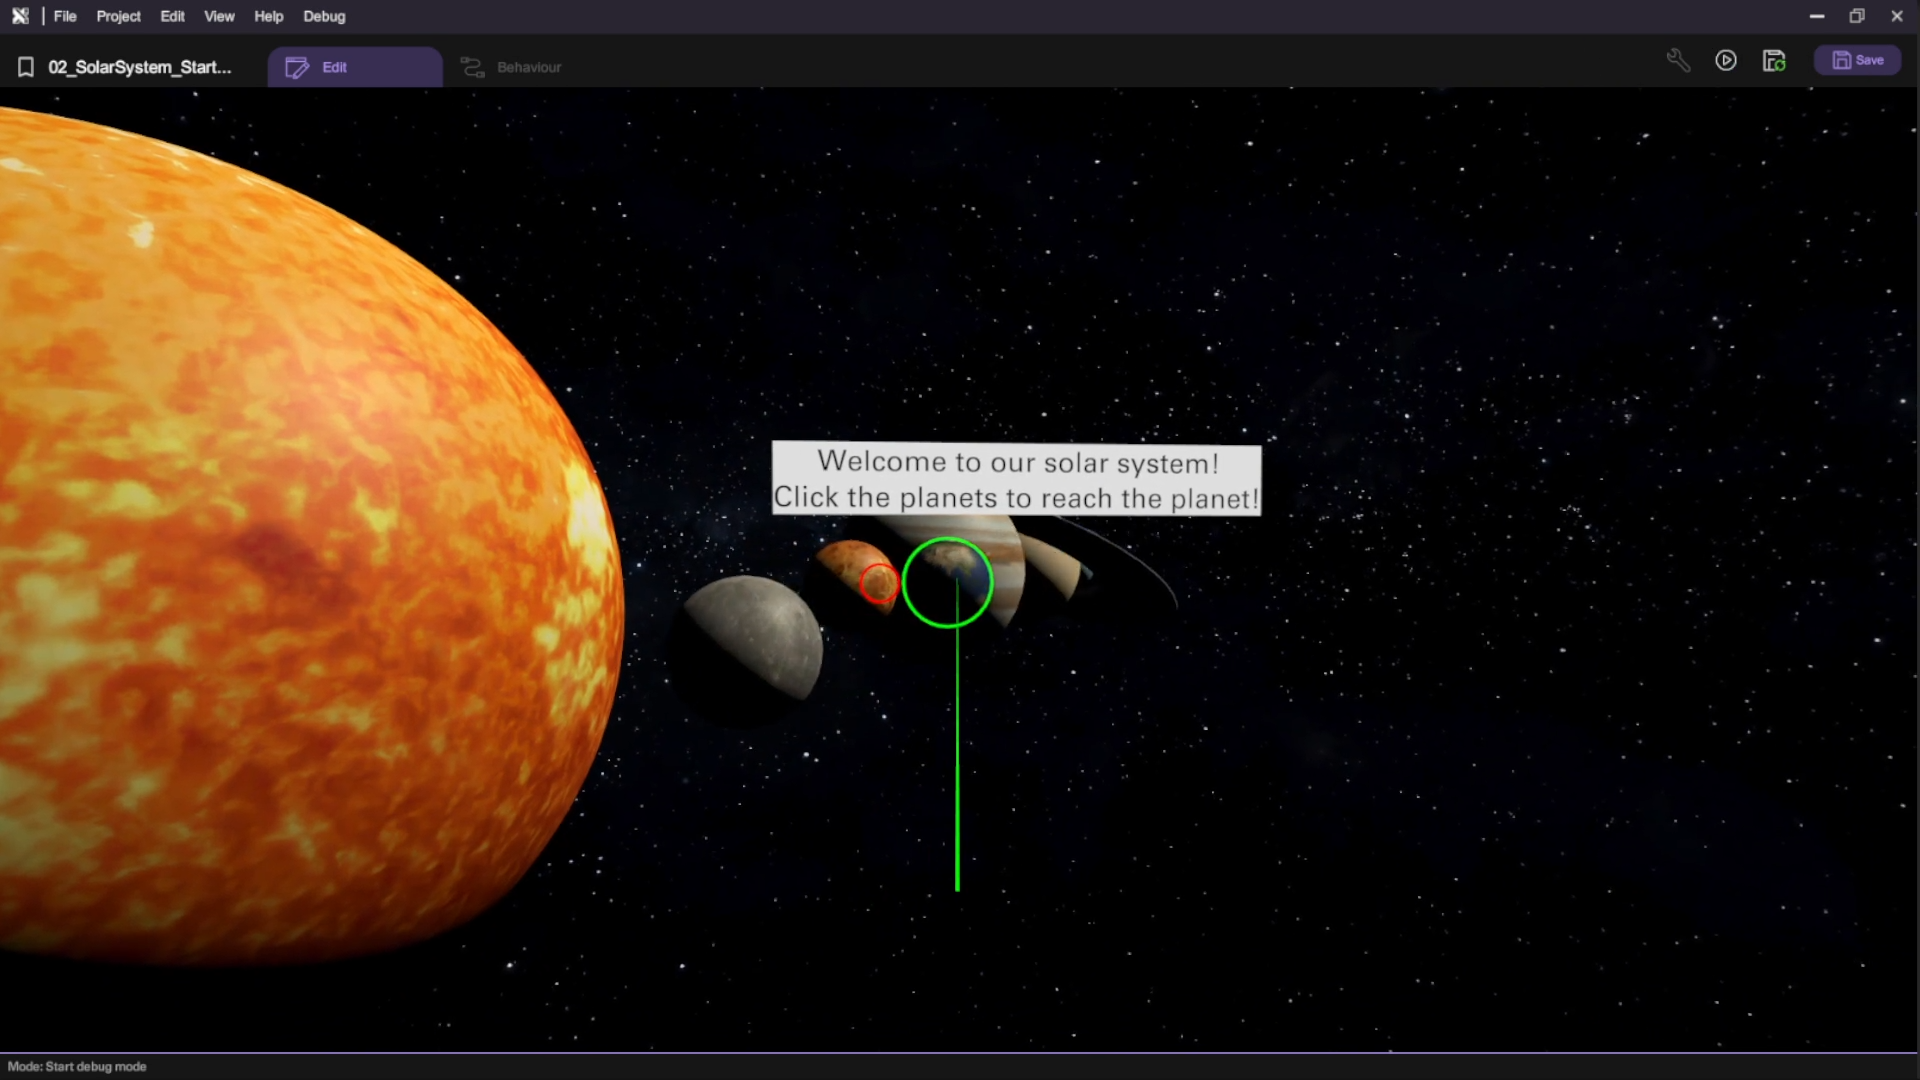 File Project Edit View Help Debug
02_SolarSystem_Start... Edit Behaviour Save
Welcome to our solar system!
Click the planets to reach the planet!
Mode: Start debug mode